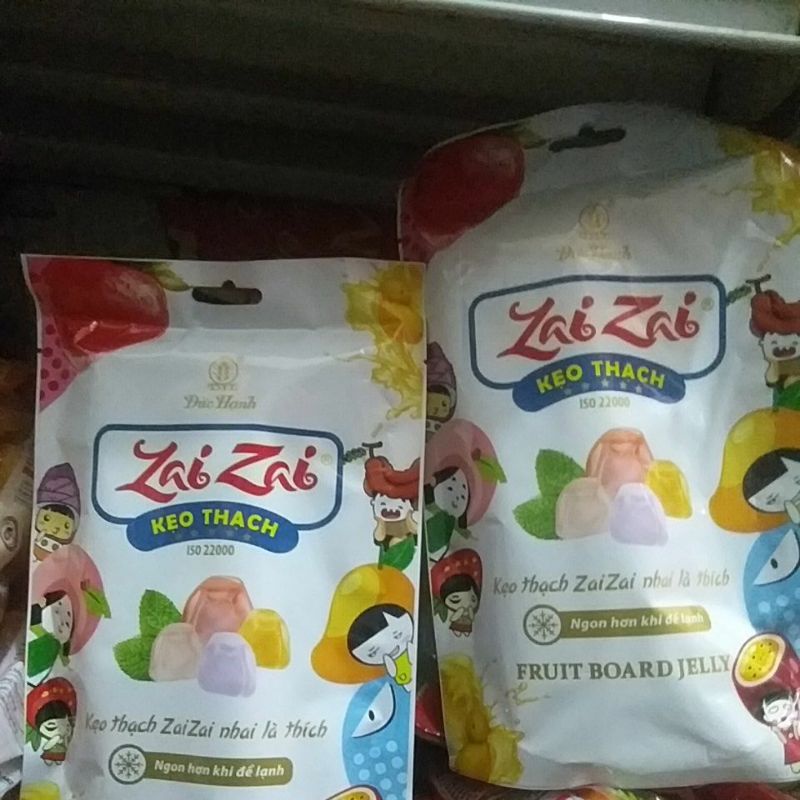 Đức Hạnh
Zai Zai®
KẸO THẠCH
ISO 22000
Kẹo thạch ZaiZai nhai là thích
Ngon hơn khi để lạnh
Đức Hạnh
Zai Zai®
KẸO THẠCH
ISO 22000
Kẹo thạch ZaiZai nhai là thích
Ngon hơn khi để lạnh
FRUIT BOARD JELLY